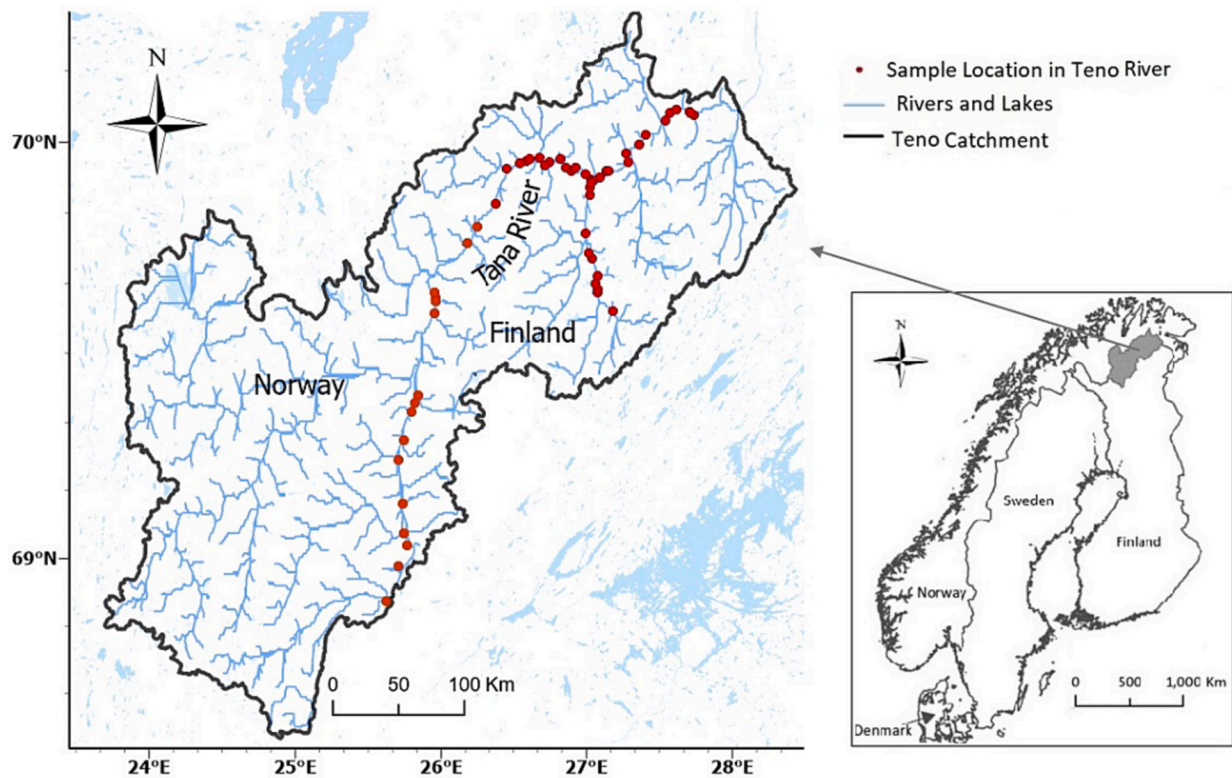 N
70°N
69°N
Tana River
Finland
Norway
0 50 100 Km
24°E 25°E 26°E 27°E 28°E
Sample Location in Teno River
Rivers and Lakes
Teno Catchment
N
Sweden
Finland
Norway
Denmark
0 500 1,000 Km